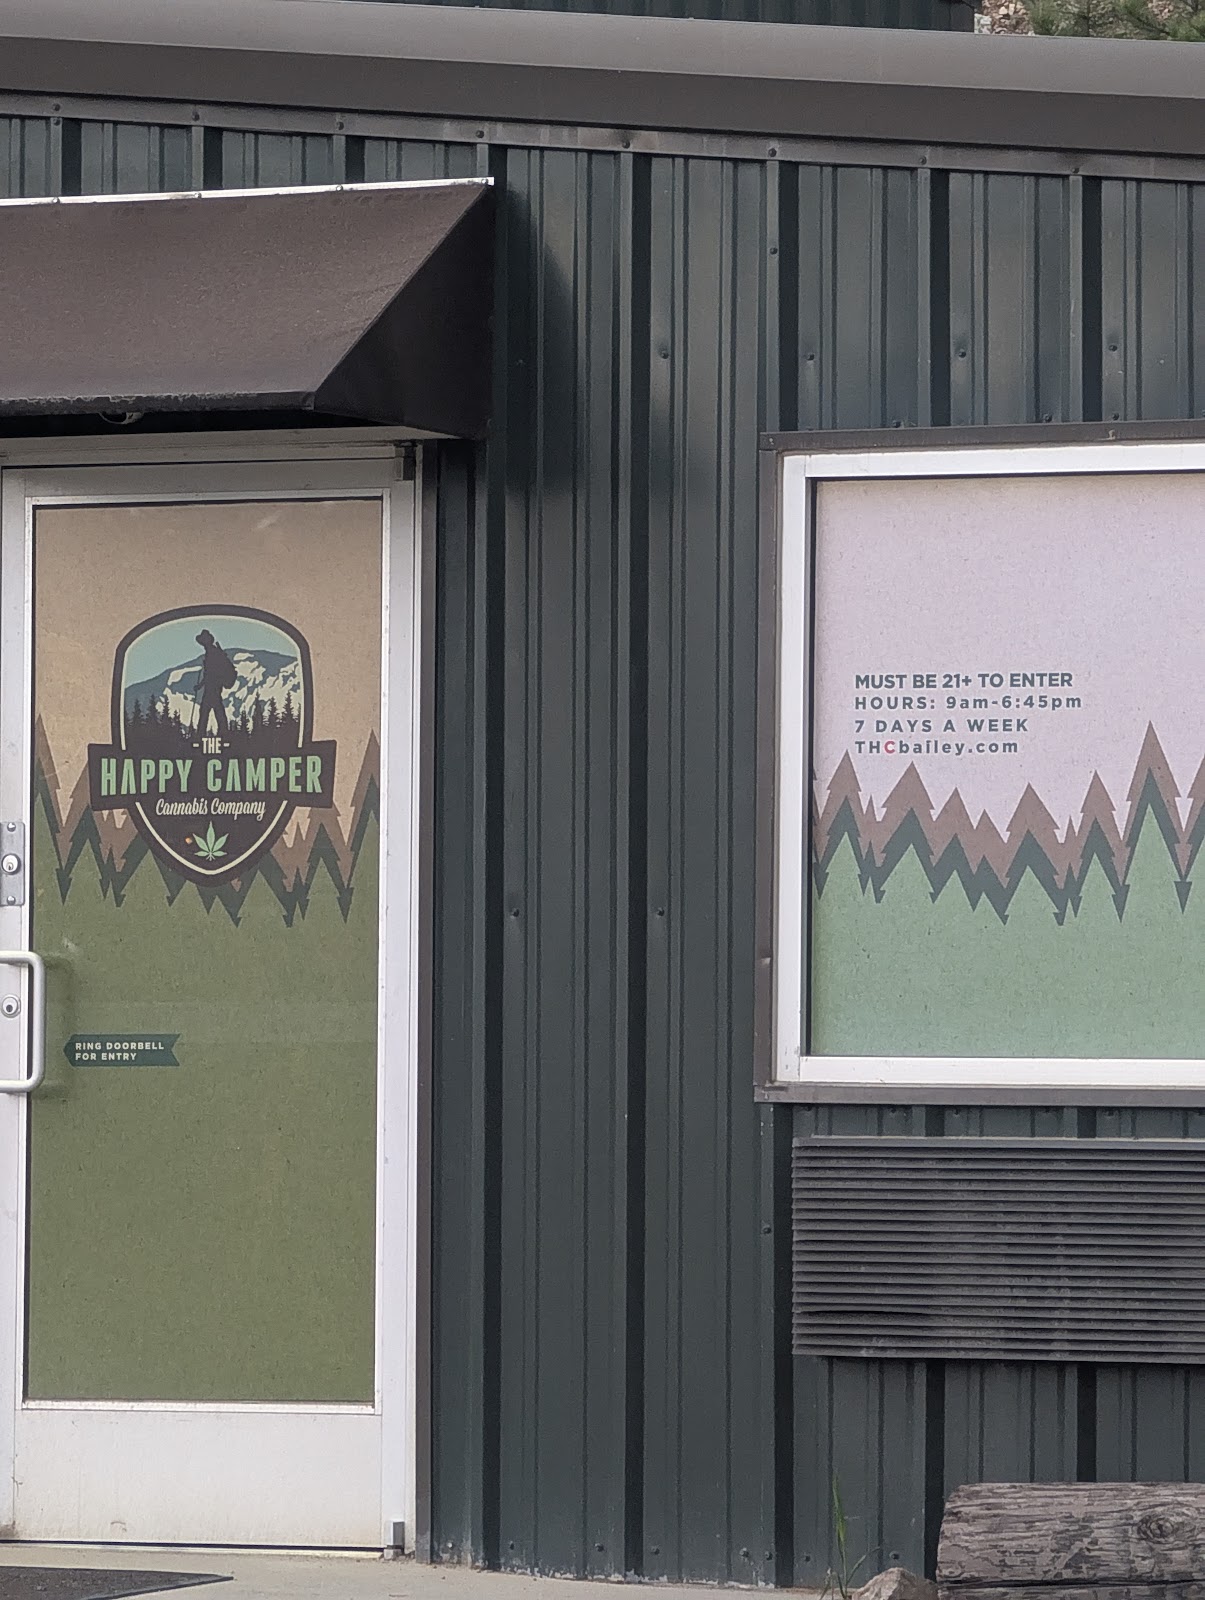 - THE -
HAPPY CAMPER
Cannabis Company
RING DOORBELL
FOR ENTRY
MUST BE 21+ TO ENTER
HOURS: 9am-6:45pm
7 DAYS A WEEK
THCbailey.com